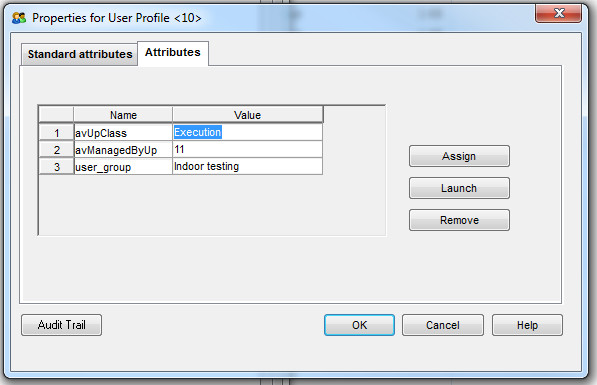 Properties for User Profile <10>
Standard attributes
Attributes
Name Value
1 avUpClass Execution
2 avManagedByUp 11
3 user_group Indoor testing
Assign
Launch
Remove
Audit Trail OK Cancel Help